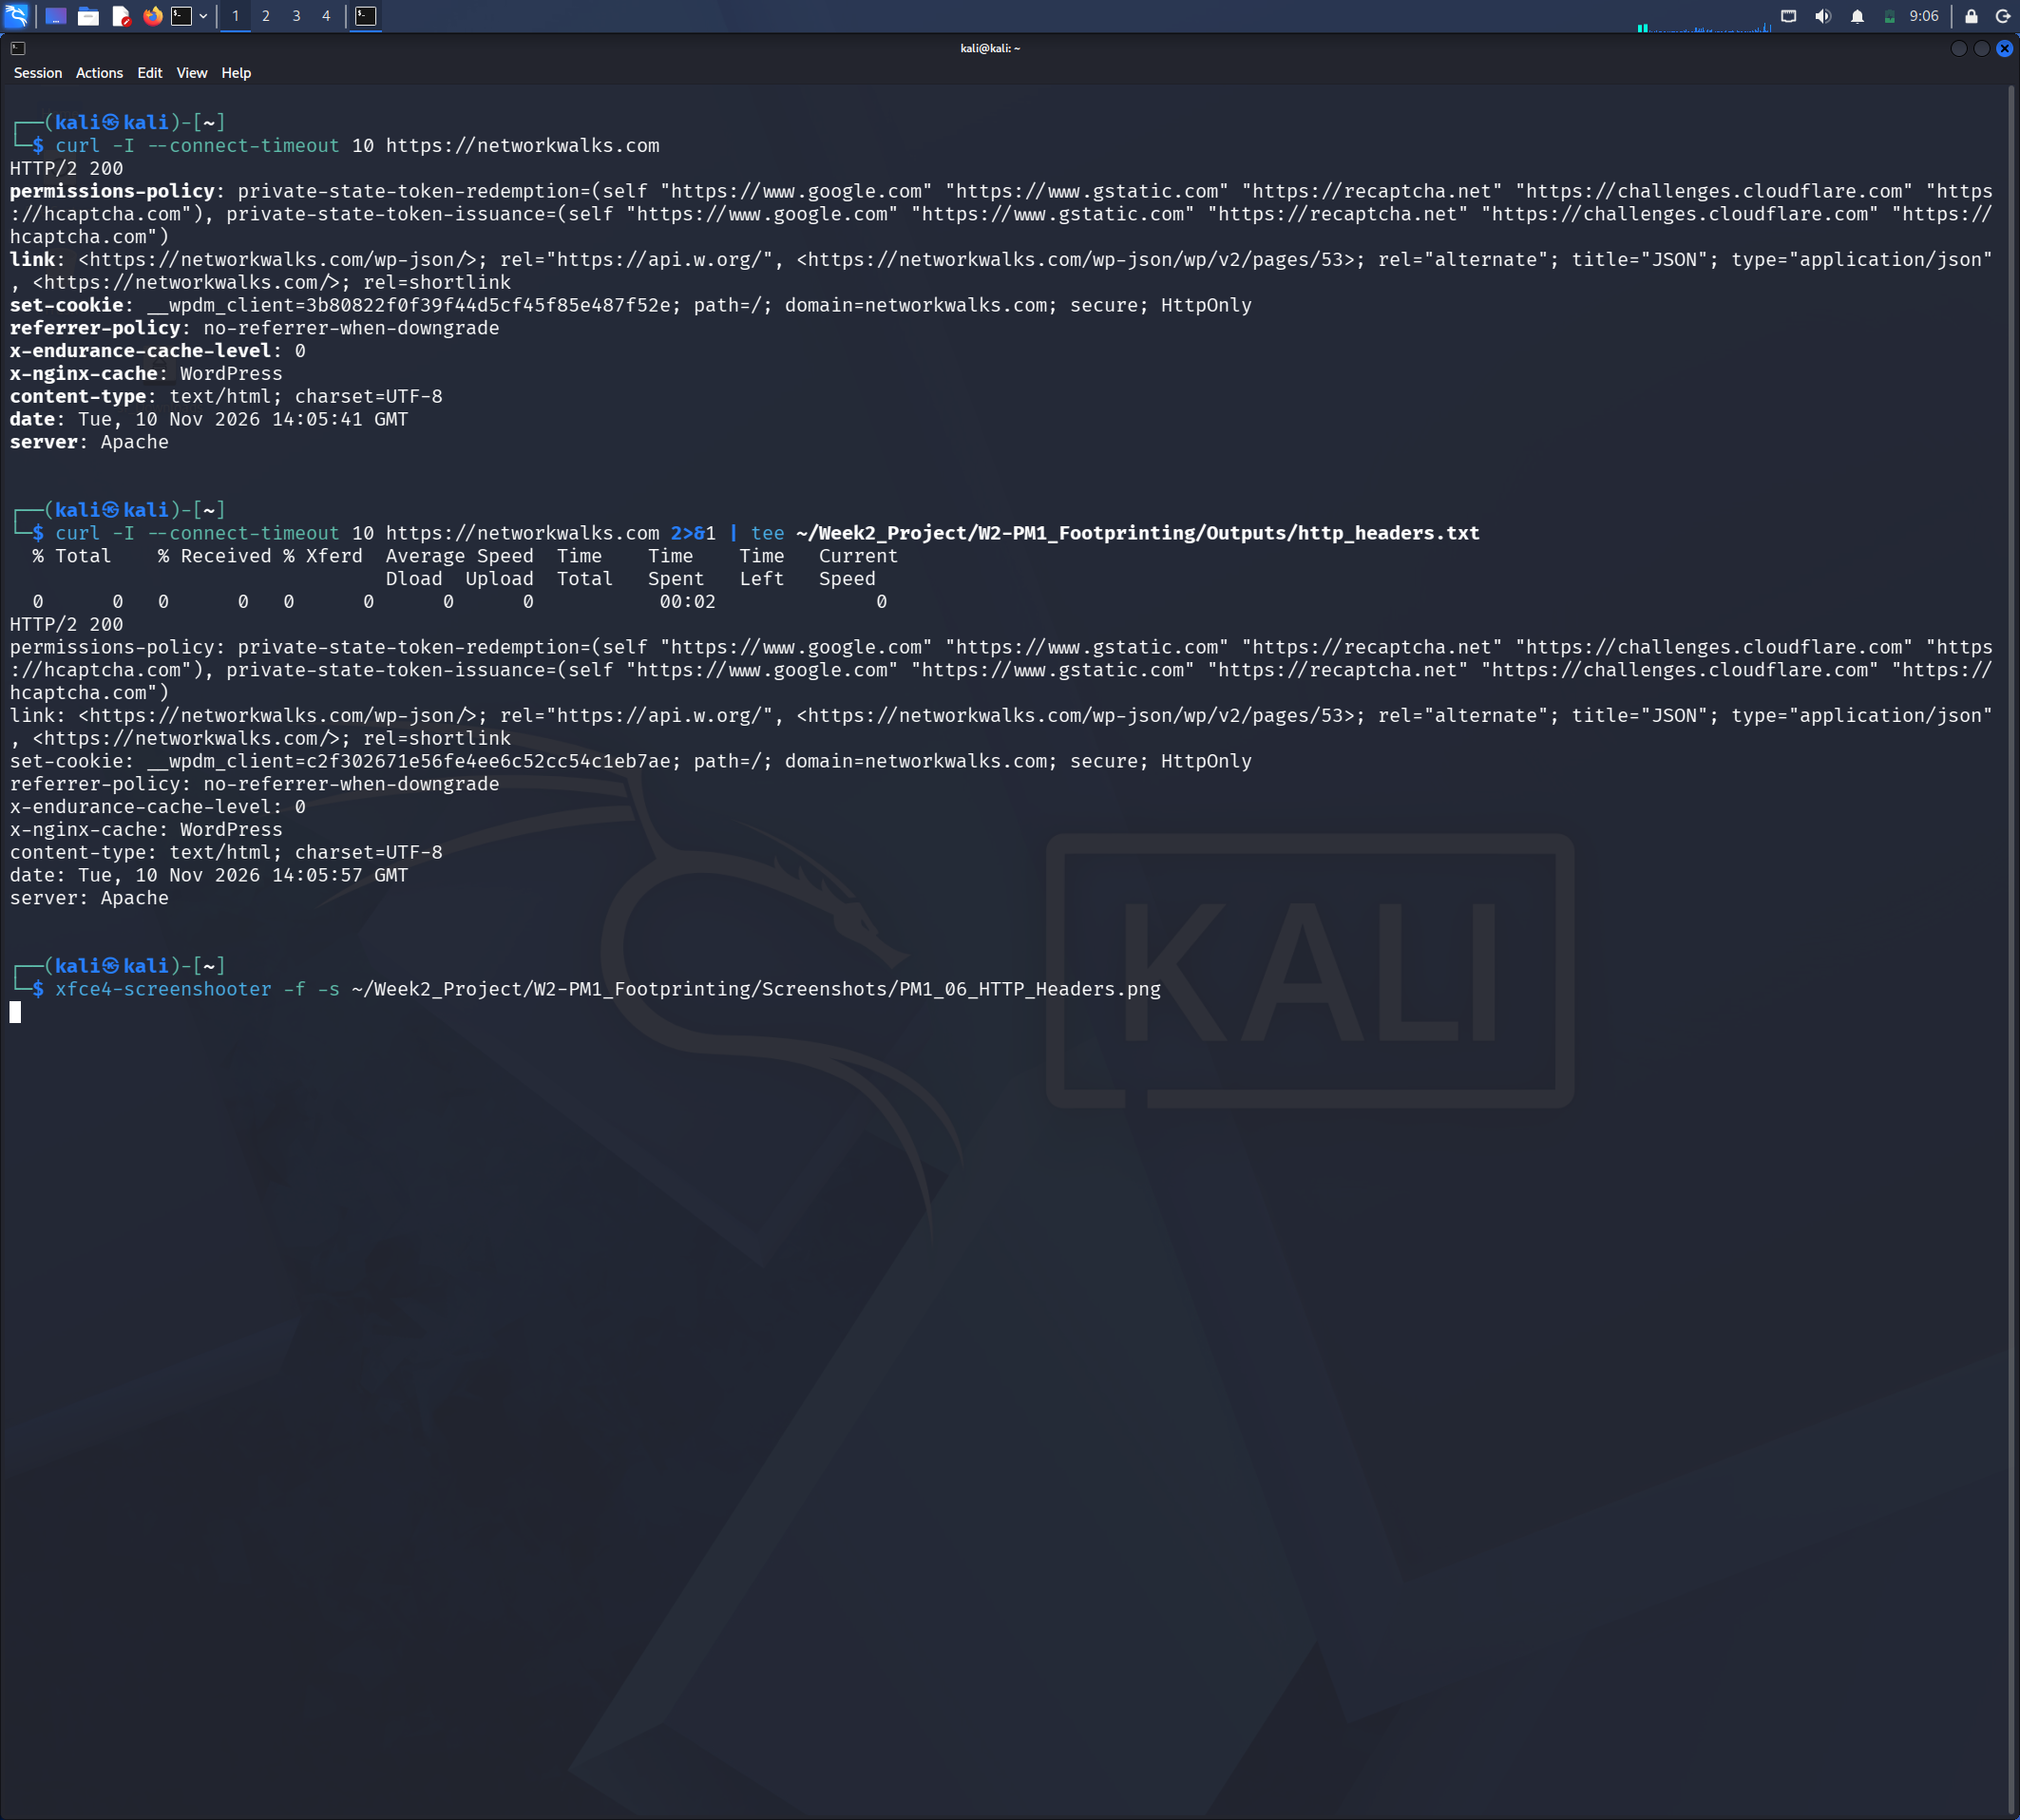 1 2 3 4 9:06
kali@kali: ~
Session Actions Edit View Help
┌──(kali㉿kali)-[~]
└─$ curl -I --connect-timeout 10 https://networkwalks.com
HTTP/2 200
permissions-policy: private-state-token-redemption=(self "https://www.google.com" "https://www.gstatic.com" "https://recaptcha.net" "https://challenges.cloudflare.com" "https
://hcaptcha.com"), private-state-token-issuance=(self "https://www.google.com" "https://www.gstatic.com" "https://recaptcha.net" "https://challenges.cloudflare.com" "https://
hcaptcha.com")
link: <https://networkwalks.com/wp-json/>; rel="https://api.w.org/", <https://networkwalks.com/wp-json/wp/v2/pages/53>; rel="alternate"; title="JSON"; type="application/json"
, <https://networkwalks.com/>; rel=shortlink
set-cookie: __wpdm_client=3b80822f0f39f44d5cf45f85e487f52e; path=/; domain=networkwalks.com; secure; HttpOnly
referrer-policy: no-referrer-when-downgrade
x-endurance-cache-level: 0
x-nginx-cache: WordPress
content-type: text/html; charset=UTF-8
date: Tue, 10 Nov 2026 14:05:41 GMT
server: Apache
┌──(kali㉿kali)-[~]
└─$ curl -I --connect-timeout 10 https://networkwalks.com 2>&1 | tee ~/Week2_Project/W2-PM1_Footprinting/Outputs/http_headers.txt
% Total % Received % Xferd Average Speed Time Time Time Current
Dload Upload Total Spent Left Speed
0 0 0 0 0 0 0 0 00:02 0
HTTP/2 200
permissions-policy: private-state-token-redemption=(self "https://www.google.com" "https://www.gstatic.com" "https://recaptcha.net" "https://challenges.cloudflare.com" "https
://hcaptcha.com"), private-state-token-issuance=(self "https://www.google.com" "https://www.gstatic.com" "https://recaptcha.net" "https://challenges.cloudflare.com" "https://
hcaptcha.com")
link: <https://networkwalks.com/wp-json/>; rel="https://api.w.org/", <https://networkwalks.com/wp-json/wp/v2/pages/53>; rel="alternate"; title="JSON"; type="application/json"
, <https://networkwalks.com/>; rel=shortlink
set-cookie: __wpdm_client=c2f302671e56fe4ee6c52cc54c1eb7ae; path=/; domain=networkwalks.com; secure; HttpOnly
referrer-policy: no-referrer-when-downgrade
x-endurance-cache-level: 0
x-nginx-cache: WordPress
content-type: text/html; charset=UTF-8
date: Tue, 10 Nov 2026 14:05:57 GMT
server: Apache
┌──(kali㉿kali)-[~]
└─$ xfce4-screenshooter -f -s ~/Week2_Project/W2-PM1_Footprinting/Screenshots/PM1_06_HTTP_Headers.png
KALI